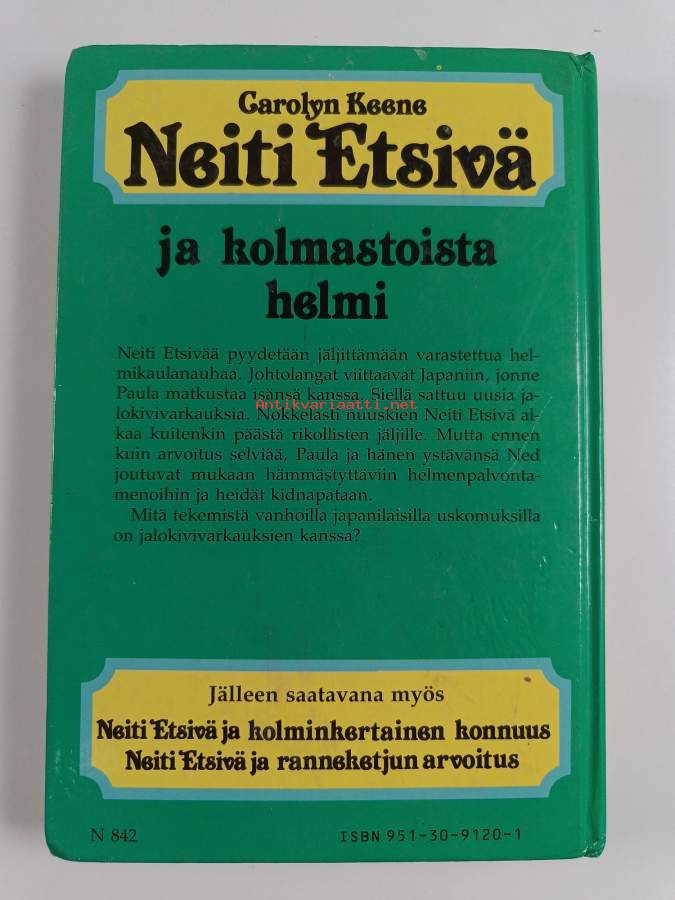 Carolyn Keene
Neiti Etsivä
ja kolmastoista
helmi
Neiti Etsivää pyydetään jäljittämään varastettua hel-
mikaulanauhaa. Johtolangat viittaavat Japaniin, jonne
Paula matkustaa isänsä kanssa. Siellä sattuu uusia ja-
lokivivarkauksia. Nokkelasti nuuskien Neiti Etsivä al-
Antikvariaatti.net
kaa kuitenkin päästä rikollisten jäljille. Mutta ennen
kuin arvoitus selviää, Paula ja hänen ystävänsä Ned
joutuvat mukaan hämmästyttäviin helmenpalvonta-
menoihin ja heidät kidnapataan.
Mitä tekemistä vanhoilla japanilaisilla uskomuksilla
on jalokivivarkauksien kanssa?
Jälleen saatavana myös
Neiti Etsivä ja kolminkertainen konnuus
Neiti Etsivä ja ranneketjun arvoitus
N 842
ISBN 951-30-9120-1